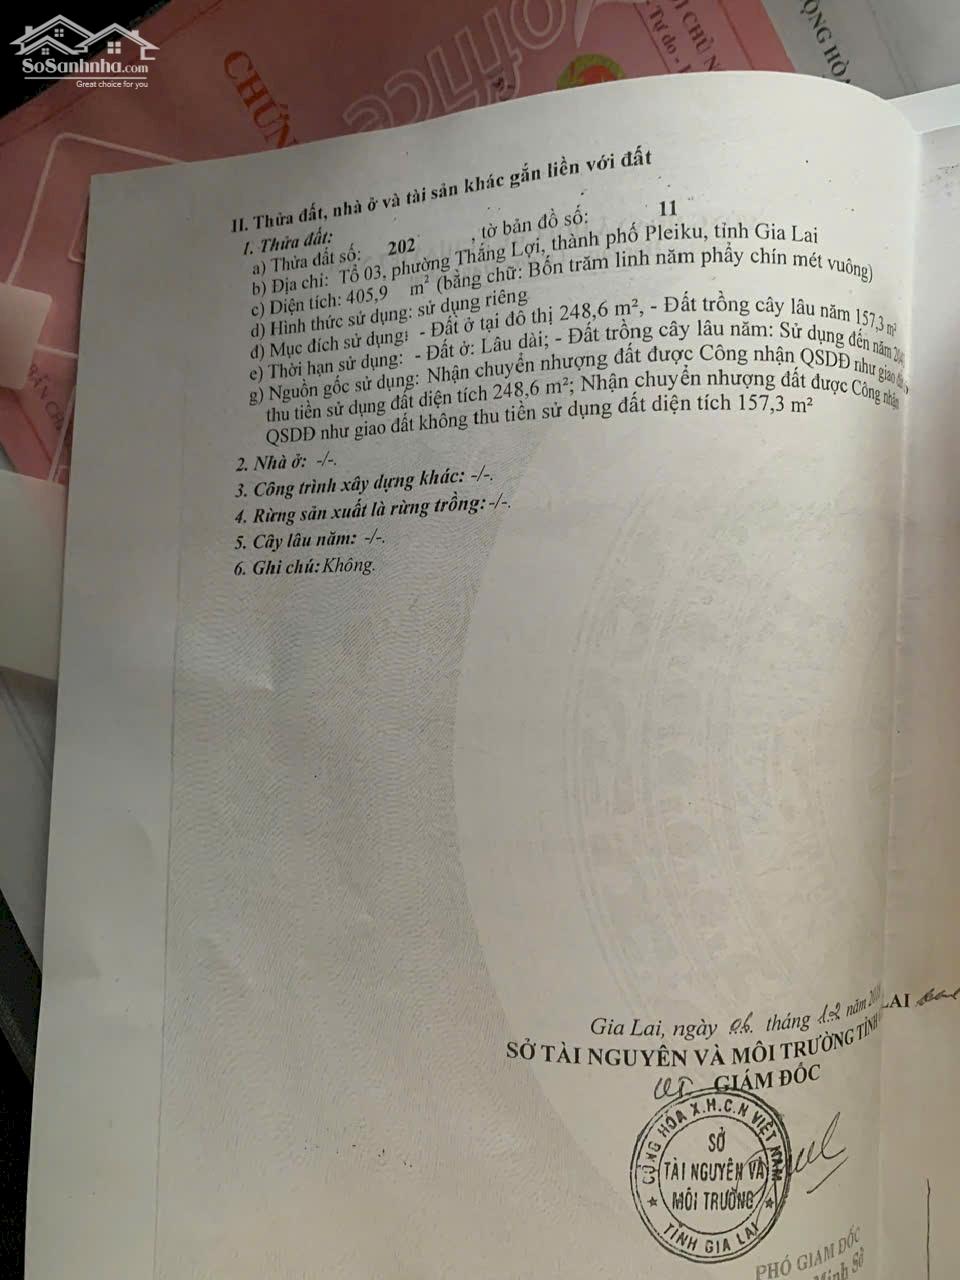 SoSanhnha.com
Great choice for you
CHỨN
Tự do
II. Thửa đất, nhà ở và tài sản khác gắn liền với đất
1. Thửa đất:
a) Thửa đất số: 202 , tờ bản đồ số: 11
b) Địa chỉ: Tổ 03, phường Thắng Lợi, thành phố Pleiku, tỉnh Gia Lai
c) Diện tích: 405,9 m² (bằng chữ: Bốn trăm linh năm phẩy chín mét vuông)
d) Hình thức sử dụng: sử dụng riêng
đ) Mục đích sử dụng: - Đất ở tại đô thị 248,6 m², - Đất trồng cây lâu năm 157,3 m²
e) Thời hạn sử dụng: - Đất ở: Lâu dài; - Đất trồng cây lâu năm: Sử dụng đến năm
g) Nguồn gốc sử dụng: Nhận chuyển nhượng đất được Công nhận QSDĐ như giao
thu tiền sử dụng đất diện tích 248,6 m²; Nhận chuyển nhượng đất được Công nhận
QSDĐ như giao đất không thu tiền sử dụng đất diện tích 157,3 m²
2. Nhà ở: -/-.
3. Công trình xây dựng khác: -/-.
4. Rừng sản xuất là rừng trồng: -/-.
5. Cây lâu năm: -/-.
6. Ghi chú: Không.
Gia Lai, ngày 06 tháng 12 năm
SỞ TÀI NGUYÊN VÀ MÔI TRƯỜNG TỈNH LAI
GIÁM ĐỐC
CỘNG HÒA X.H.C.N VIỆT NAM
SỞ
TÀI NGUYÊN VÀ
MÔI TRƯỜNG
TỈNH GIA LAI
PHÓ GIÁM ĐỐC